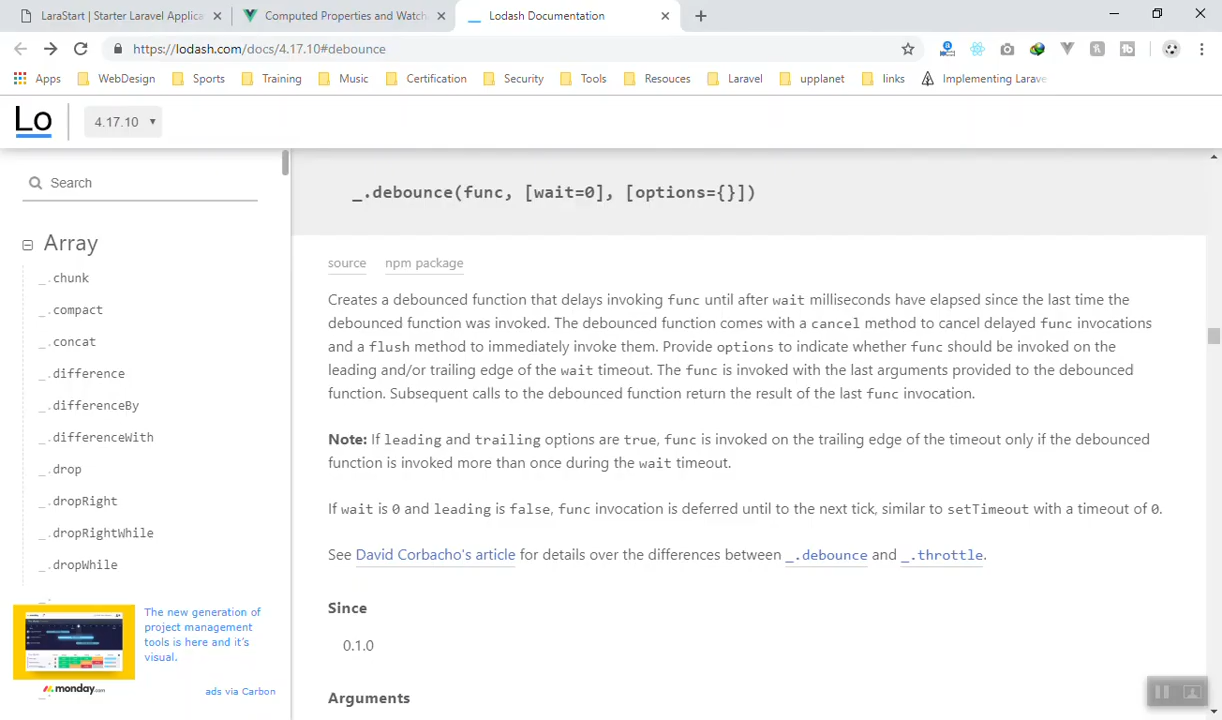 LaraStart | Starter Laravel Applica
Computed Properties and Watch
Lodash Documentation
https://lodash.com/docs/4.17.10#debounce
Apps
WebDesign
Sports
Training
Music
Certification
Security
Tools
Resouces
Laravel
upplanet
links
Implementing Larave
Lo
4.17.10
Search
Array
_.chunk
_.compact
_.concat
_.difference
_.differenceBy
_.differenceWith
_.drop
_.dropRight
_.dropRightWhile
_.dropWhile
The new generation of
project management
tools is here and it's
visual.
monday.com
ads via Carbon
_.debounce(func, [wait=0], [options={}])
source
npm package
Creates a debounced function that delays invoking func until after wait milliseconds have elapsed since the last time the
debounced function was invoked. The debounced function comes with a cancel method to cancel delayed func invocations
and a flush method to immediately invoke them. Provide options to indicate whether func should be invoked on the
leading and/or trailing edge of the wait timeout. The func is invoked with the last arguments provided to the debounced
function. Subsequent calls to the debounced function return the result of the last func invocation.
Note: If leading and trailing options are true, func is invoked on the trailing edge of the timeout only if the debounced
function is invoked more than once during the wait timeout.
If wait is 0 and leading is false, func invocation is deferred until to the next tick, similar to setTimeout with a timeout of 0.
See David Corbacho's article for details over the differences between _.debounce and _.throttle.
Since
0.1.0
Arguments